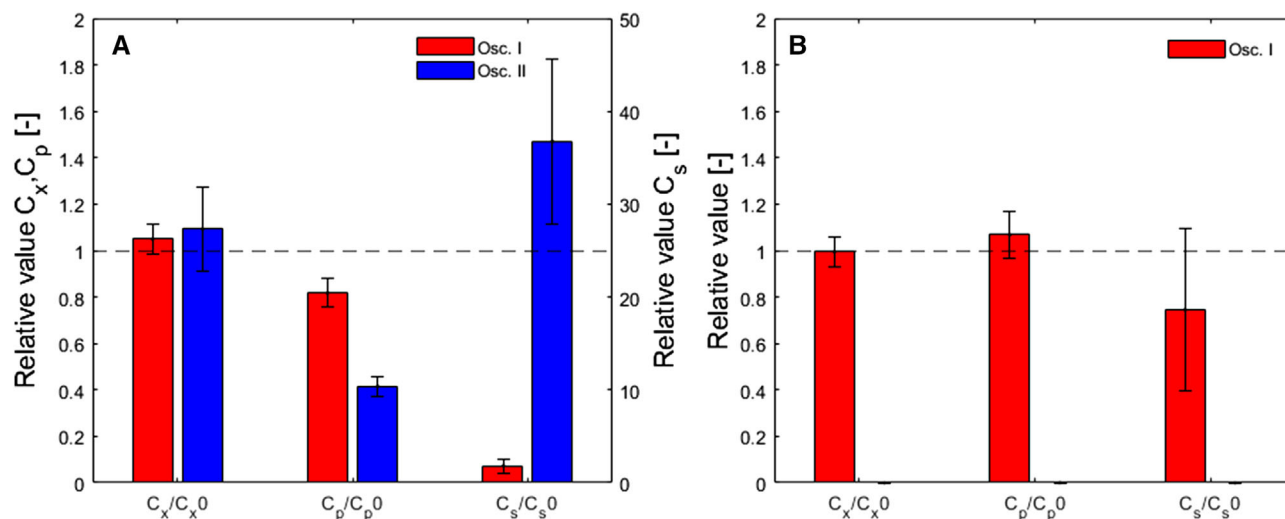 A
Osc. I
Osc. II
Relative value Cx,Cp [-]
2
1.8
1.6
1.4
1.2
1
0.8
0.6
0.4
0.2
0
Cx/Cx0
Cp/Cp0
Cs/Cs0
50
40
30
20
10
0
Relative value Cs [-]
B
Osc. I
Relative value [-]
2
1.8
1.6
1.4
1.2
1
0.8
0.6
0.4
0.2
0
Cx/Cx0
Cp/Cp0
Cs/Cs0